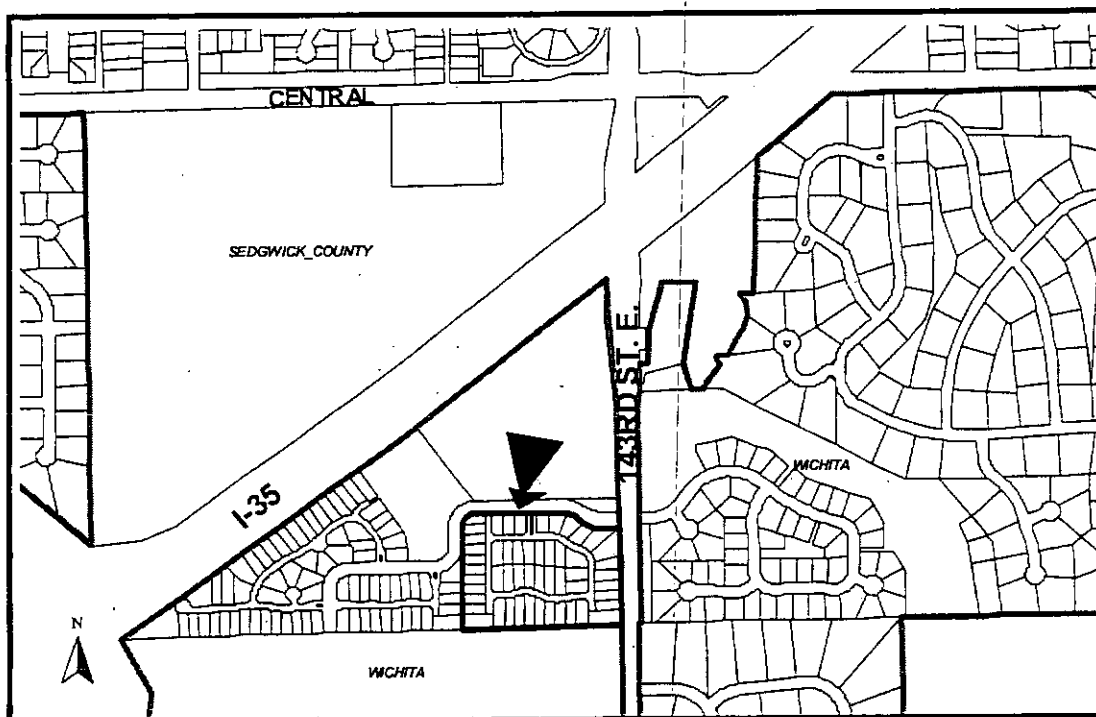 CENTRAL
SEDGWICK_COUNTY
143RD ST. E.
I-35
WICHITA
N
WICHITA